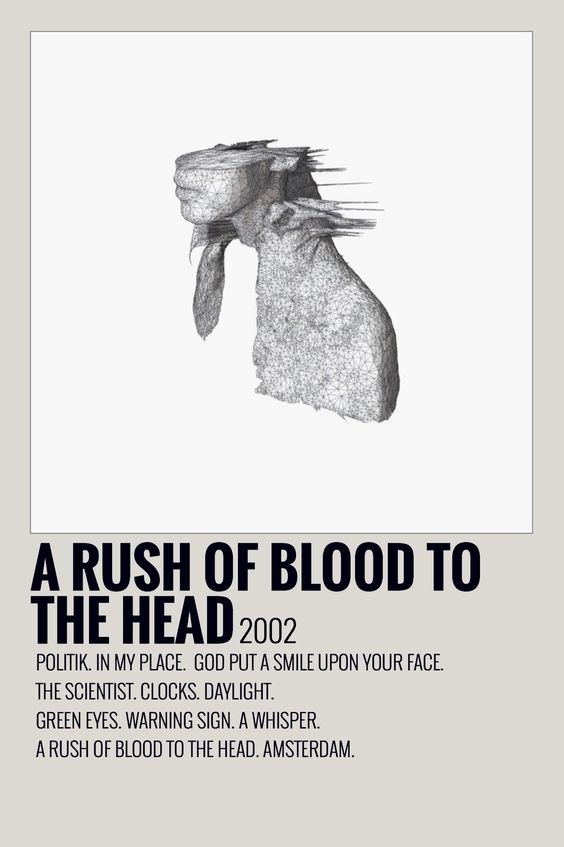 A RUSH OF BLOOD TO
THE HEAD 2002
POLITIK. IN MY PLACE.  GOD PUT A SMILE UPON YOUR FACE.
THE SCIENTIST. CLOCKS. DAYLIGHT.
GREEN EYES. WARNING SIGN. A WHISPER.
A RUSH OF BLOOD TO THE HEAD. AMSTERDAM.